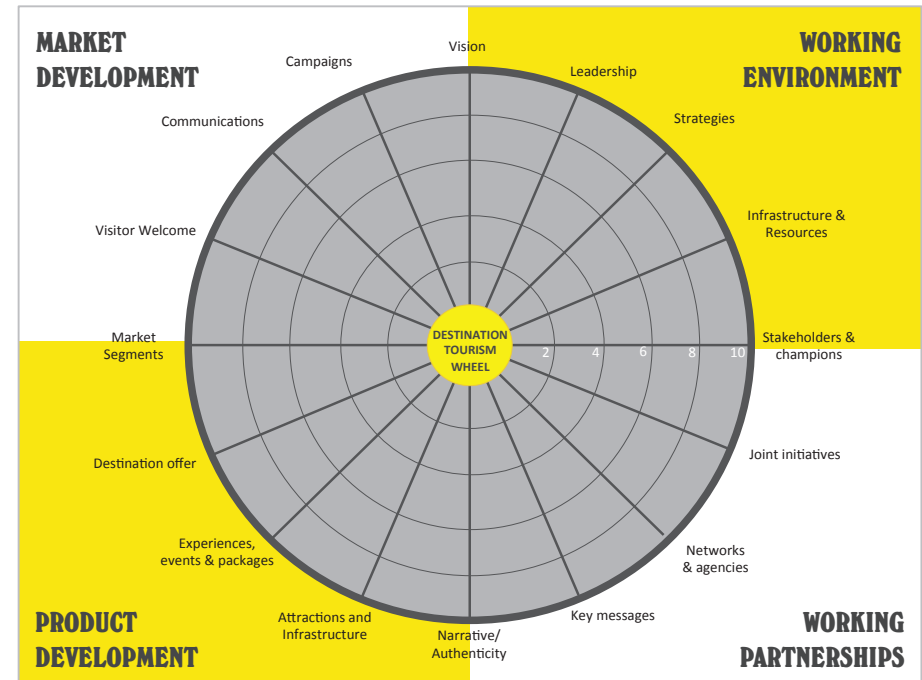 MARKET
DEVELOPMENT
WORKING
ENVIRONMENT
Vision
Leadership
Strategies
Infrastructure &
Resources
Stakeholders &
champions
Joint initiatives
Networks
& agencies
Key messages
Narrative/
Authenticity
Attractions and
Infrastructure
Experiences,
events & packages
Destination offer
Market
Segments
Visitor Welcome
Communications
Campaigns
DESTINATION
TOURISM
WHEEL
2 4 6 8 10
PRODUCT
DEVELOPMENT
WORKING
PARTNERSHIPS